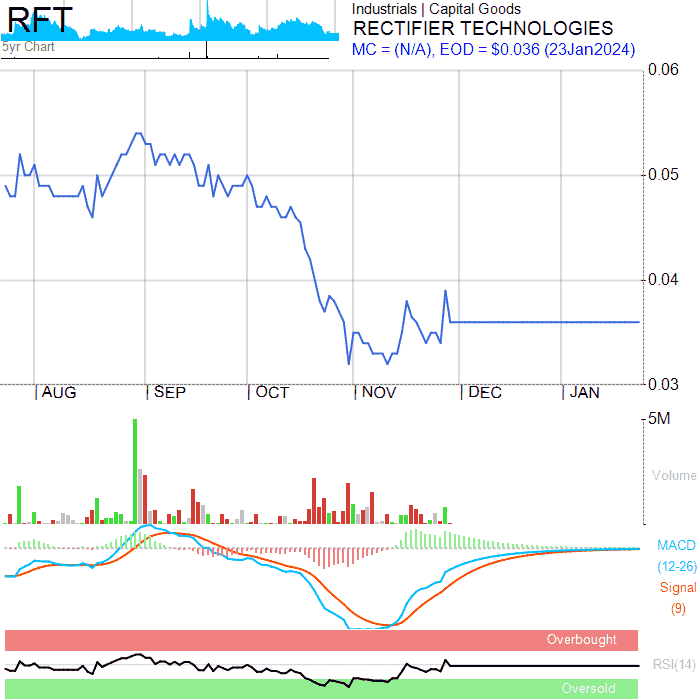 RFT
5yr Chart
Industrials | Capital Goods
RECTIFIER TECHNOLOGIES
MC = (N/A), EOD = $0.036 (23Jan2024)
0.06
0.05
0.04
0.03
AUG SEP OCT NOV DEC JAN
5M
Volume
MACD
(12-26)
Signal
(9)
Overbought
RSI(14)
Oversold